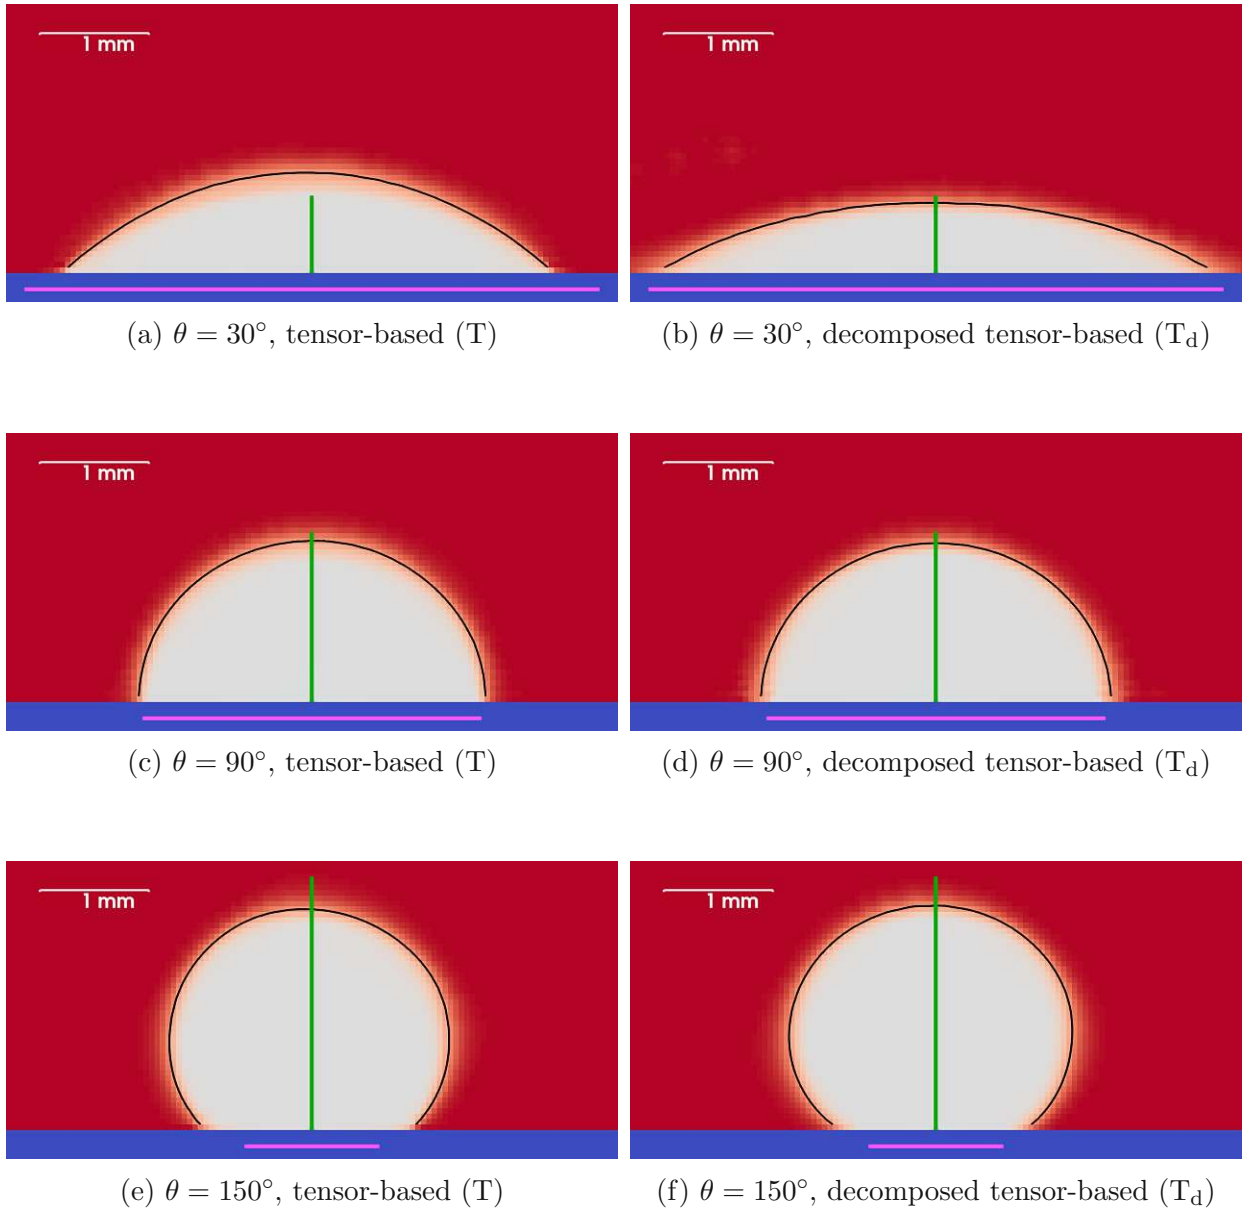 1 mm
1 mm
(a) θ = 30°, tensor-based (T)
(b) θ = 30°, decomposed tensor-based (T_d)
1 mm
1 mm
(c) θ = 90°, tensor-based (T)
(d) θ = 90°, decomposed tensor-based (T_d)
1 mm
1 mm
(e) θ = 150°, tensor-based (T)
(f) θ = 150°, decomposed tensor-based (T_d)